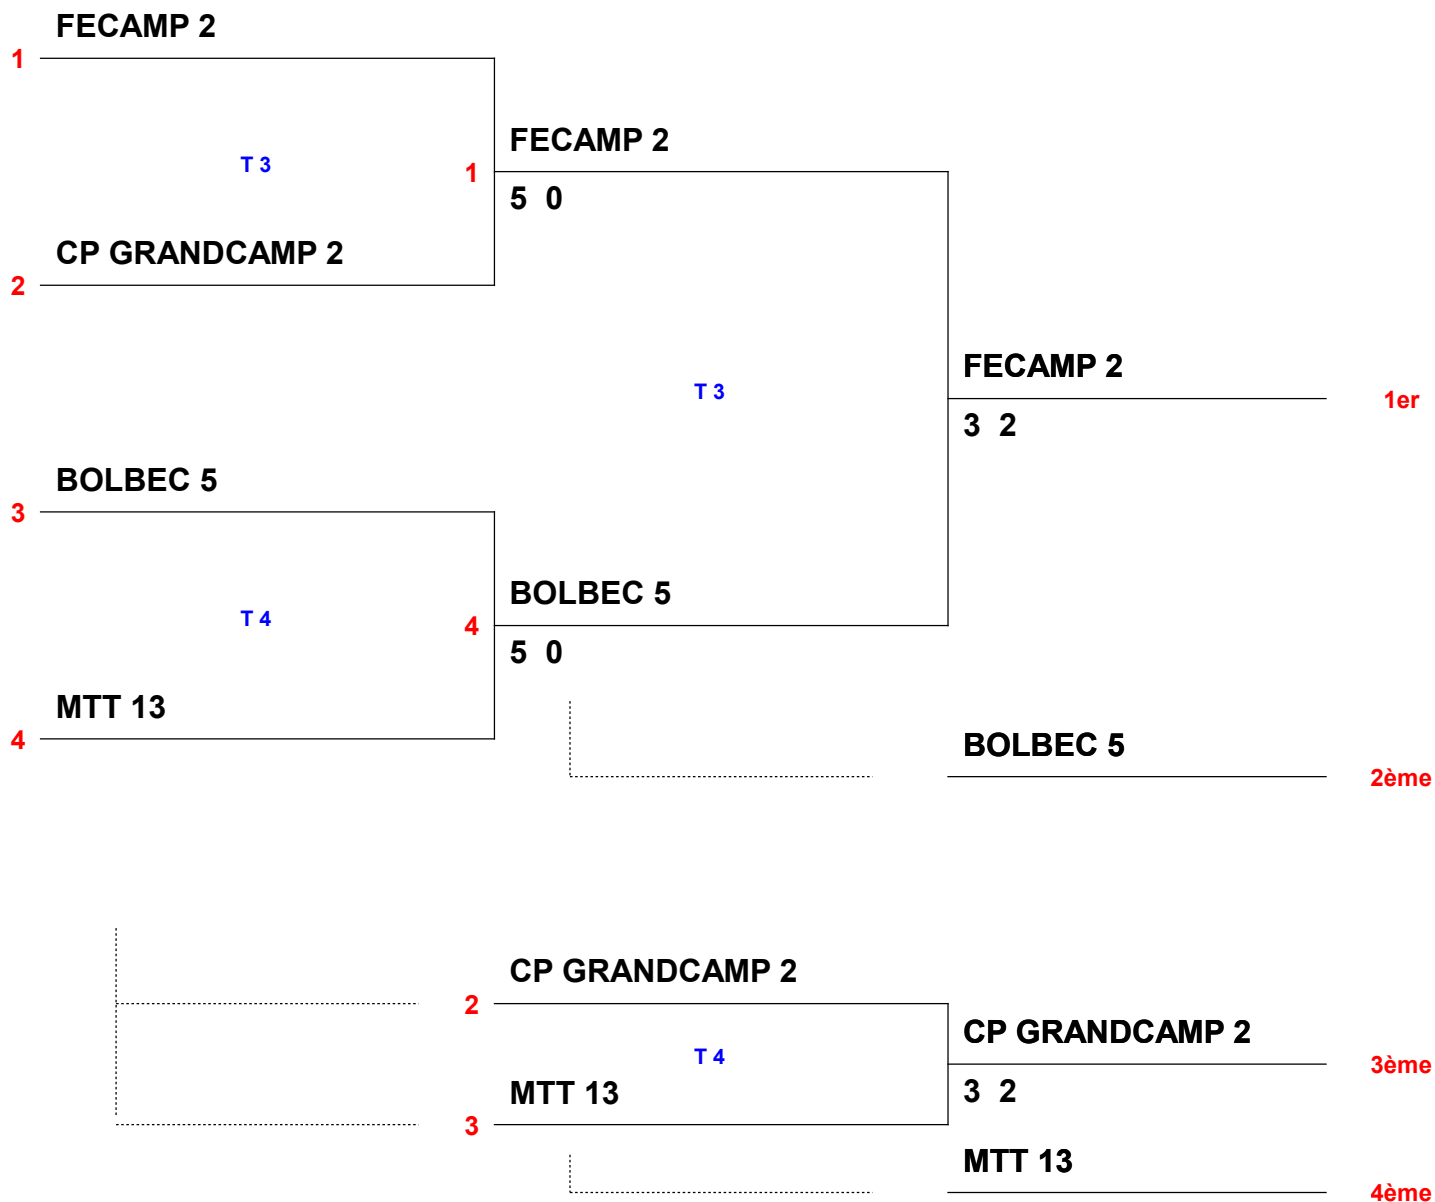 FECAMP 2
1
T 3
FECAMP 2
1
5 0
CP GRANDCAMP 2
2
FECAMP 2
T 3
1er
3 2
BOLBEC 5
3
BOLBEC 5
T 4
4
5 0
MTT 13
4
BOLBEC 5
2ème
CP GRANDCAMP 2
2
CP GRANDCAMP 2
T 4
3ème
MTT 13
3 2
3
MTT 13
4ème